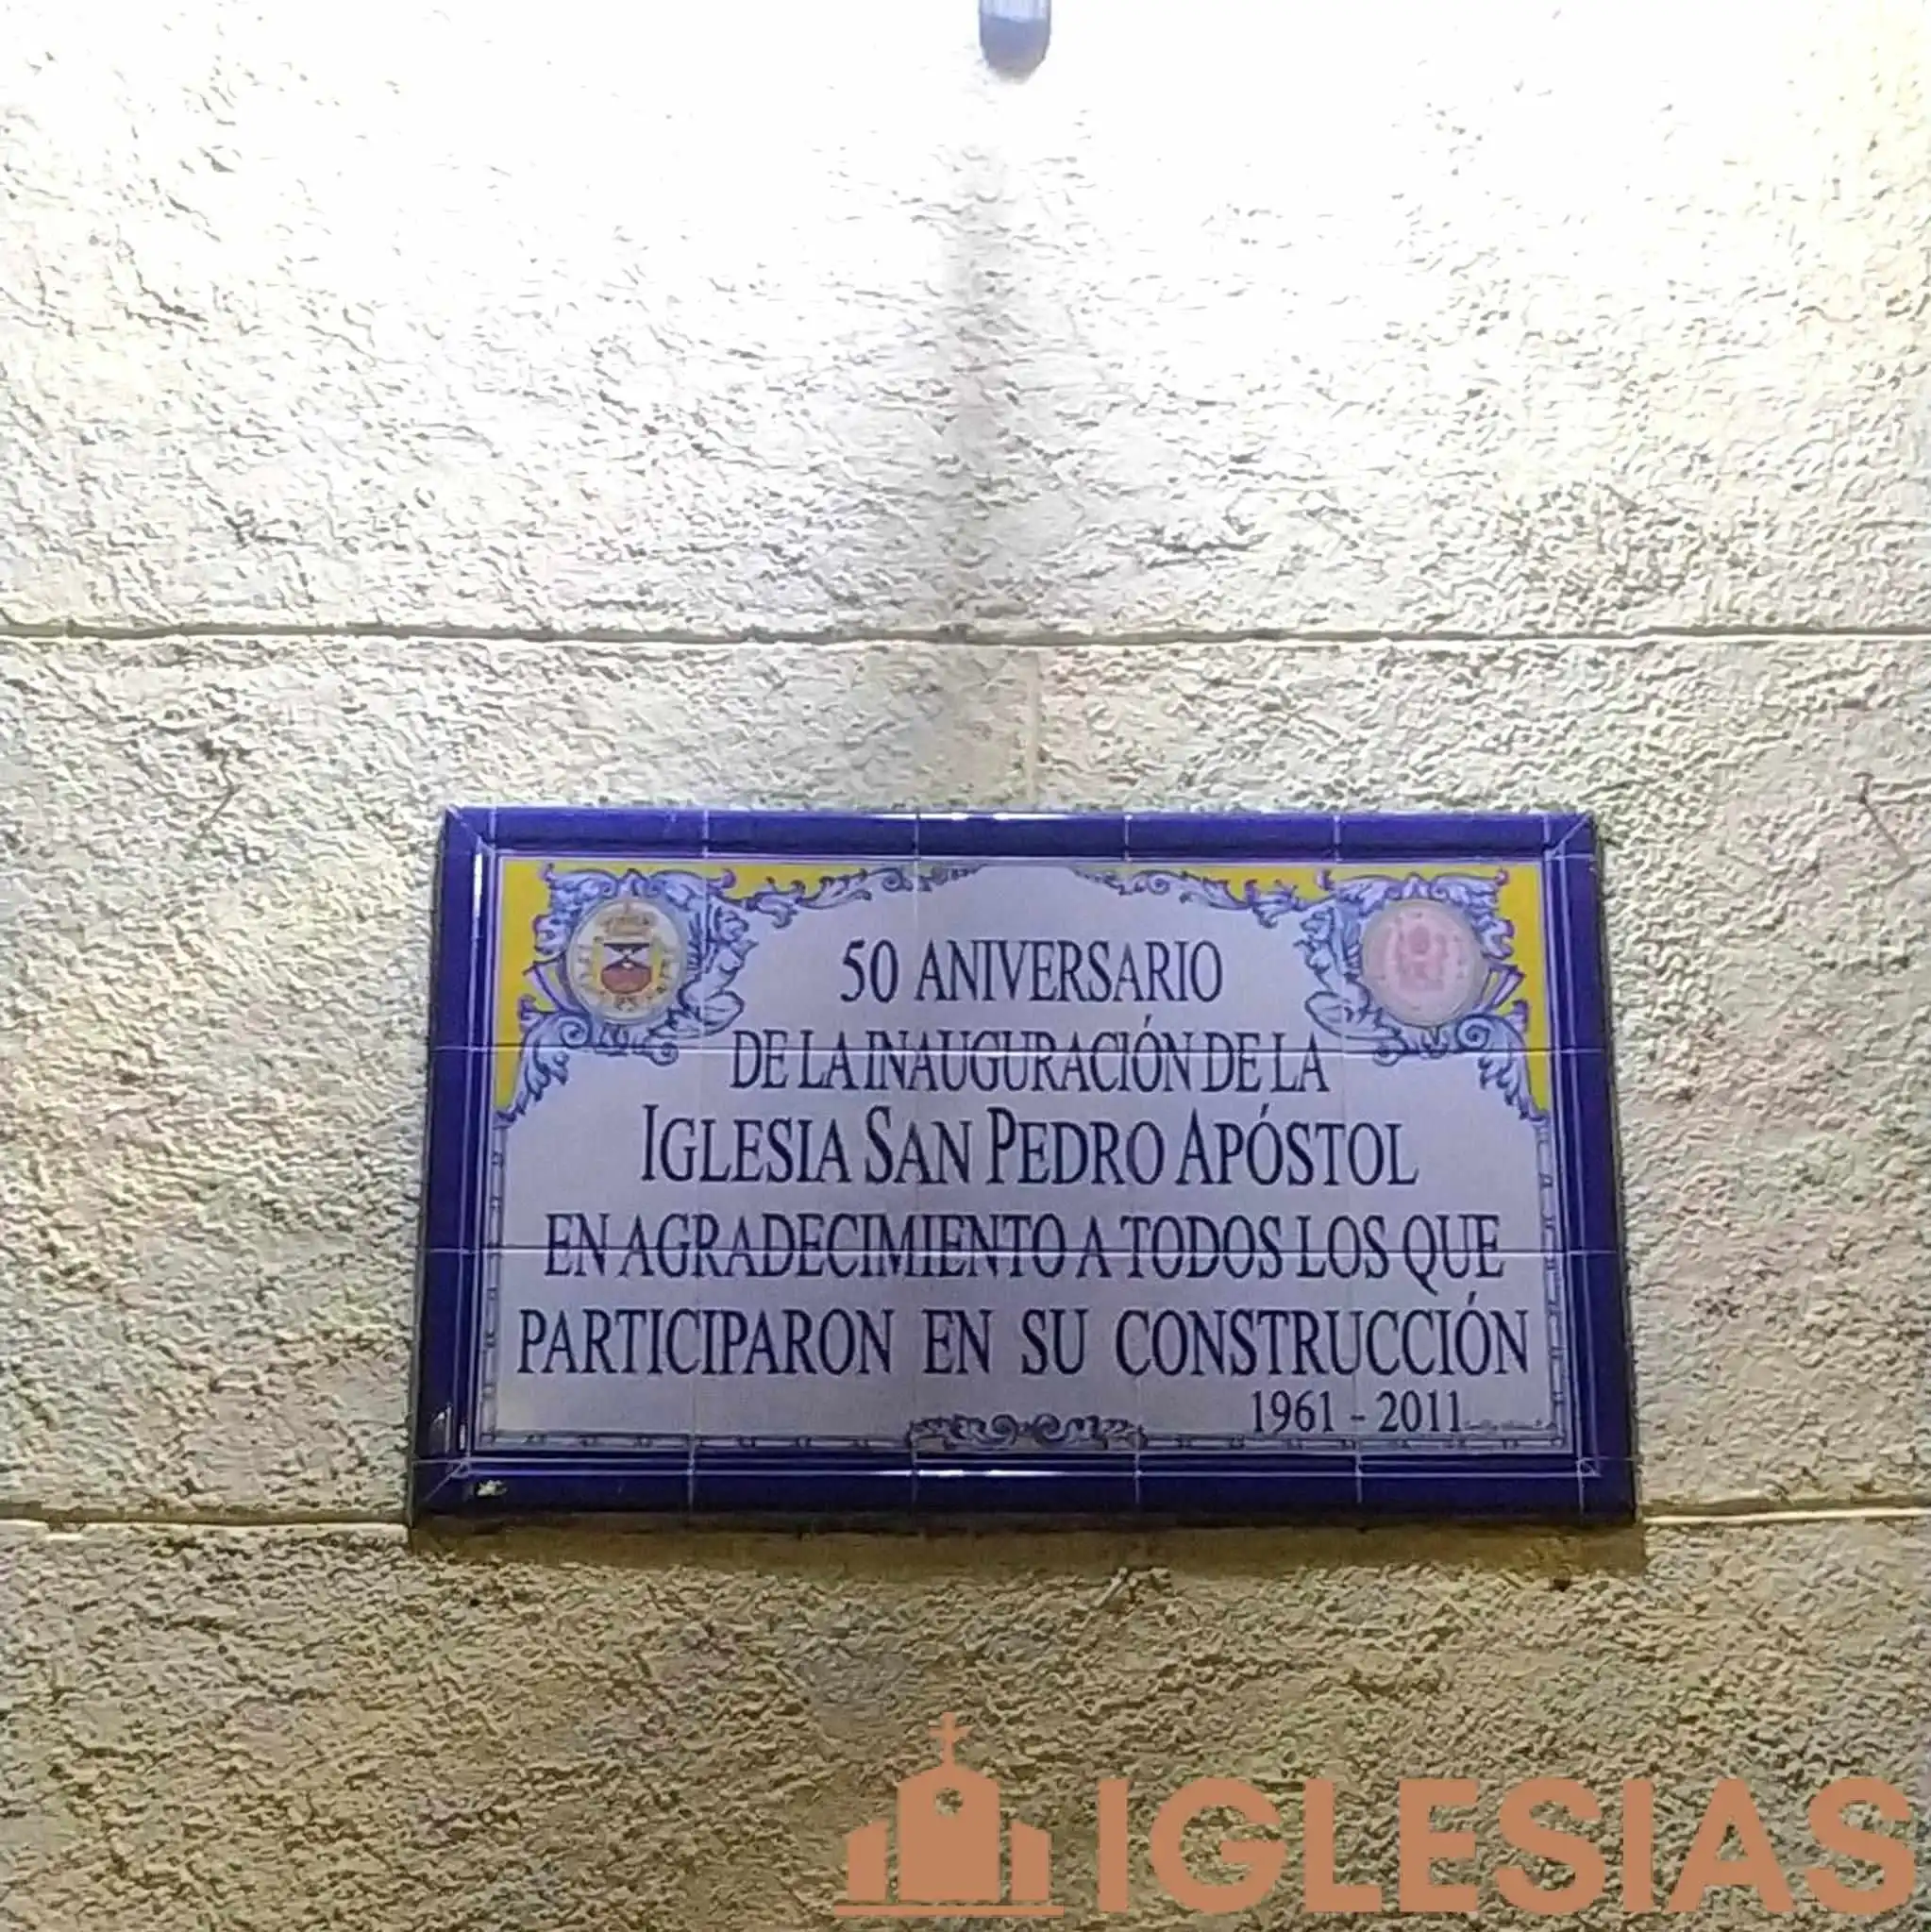 50 ANIVERSARIO
DE LA INAUGURACIÓN DE LA
IGLESIA SAN PEDRO APÓSTOL
EN AGRADECIMIENTO A TODOS LOS QUE
PARTICIPARON EN SU CONSTRUCCIÓN
1961 - 2011
IGLESIAS